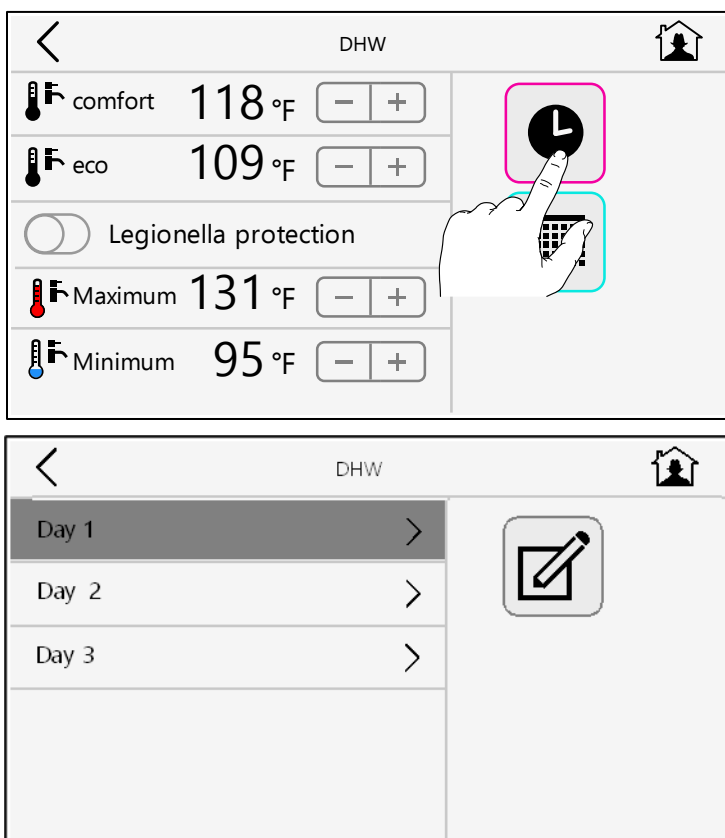 DHW
comfort 118 °F − +
eco 109 °F − +
Legionella protection
Maximum 131 °F − +
Minimum 95 °F − +
DHW
Day 1
Day 2
Day 3